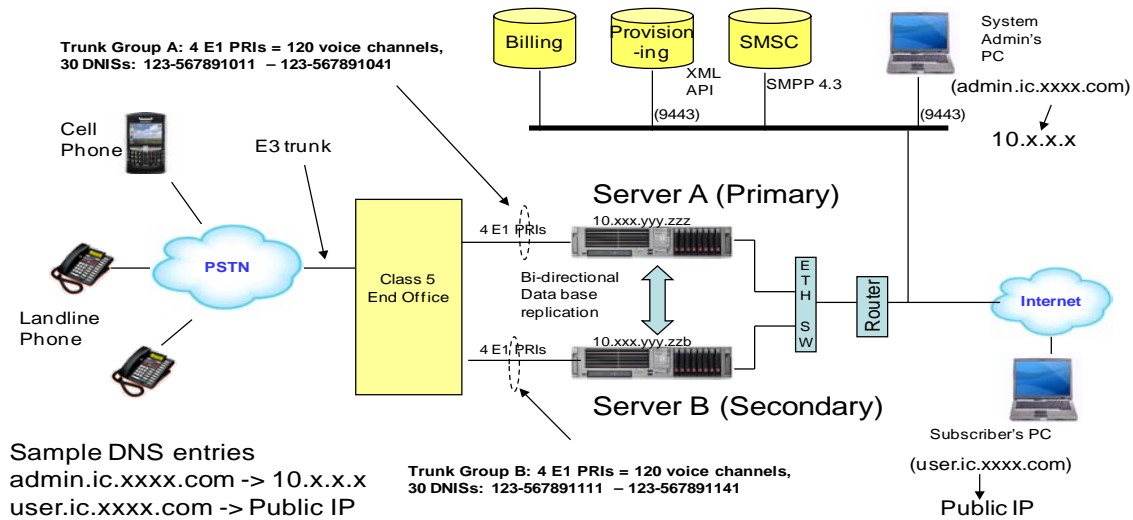 Trunk Group A: 4 E1 PRIs = 120 voice channels,
30 DNISs: 123-567891011 – 123-567891041
Billing
Provision
-ing
SMSC
System
Admin's
PC
XML
API
SMPP 4.3
(9443)
(9443)
(admin.ic.xxxx.com)
10.x.x.x
Cell
Phone
E3 trunk
Server A (Primary)
10.xxx.yyy.zzz
4 E1 PRIs
PSTN
Class 5
End Office
Bi-directional
Data base
replication
E
T
H
S
W
Router
Internet
Landline
Phone
4 E1 PRIs
10.xxx.yyy.zzb
Server B (Secondary)
Subscriber's PC
(user.ic.xxxx.com)
Public IP
Sample DNS entries
admin.ic.xxxx.com -> 10.x.x.x
user.ic.xxxx.com -> Public IP
Trunk Group B: 4 E1 PRIs = 120 voice channels,
30 DNISs: 123-567891111 – 123-567891141